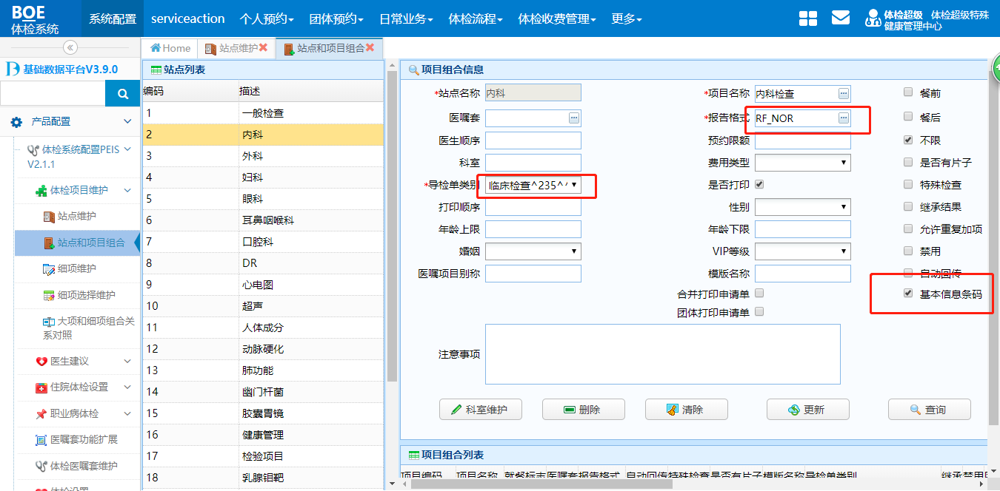 BOE
体检系统
系统配置 serviceaction 个人预约 团体预约 日常业务 体检流程 体检收费管理 更多
体检超级 体检超级特殊
健康管理中心
基础数据平台V3.9.0
产品配置
体检系统配置PEIS
V2.1.1
体检项目维护
站点维护
站点和项目组合
细项维护
细项选择维护
大项和细项组合关
系对照
医生建议
住院体检设置
职业病体检
医嘱套功能扩展
体检医嘱套维护
体检设置
Home 站点维护 站点和项目组合
站点列表
编码 描述
1 一般检查
2 内科
3 外科
4 妇科
5 眼科
6 耳鼻咽喉科
7 口腔科
8 DR
9 心电图
10 超声
11 人体成分
12 动脉硬化
13 肺功能
14 幽门杆菌
15 胶囊胃镜
16 健康管理
17 检验项目
18 乳腺钼靶
项目组合信息
*站点名称 内科 *项目名称 内科检查 餐前
医嘱套 *报告格式 RF_NOR 餐后
医生顺序 预约限额 不限
科室 费用类型 是否有片子
*导检单类别 临床检查^235^ 是否打印 特殊检查
打印顺序 性别 继承结果
年龄上限 年龄下限 允许重复加项
婚姻 VIP等级 禁用
医嘱项目别称 模版名称 自动回传
合并打印申请单 基本信息条码
团体打印申请单
注意事项
科室维护 删除 清除 更新 查询
项目组合列表
项目编码 项目名称 就餐标志 医嘱套 报告格式 自动回传 特殊检查 是否有片子 模版名称 导检单类别 继承 禁用